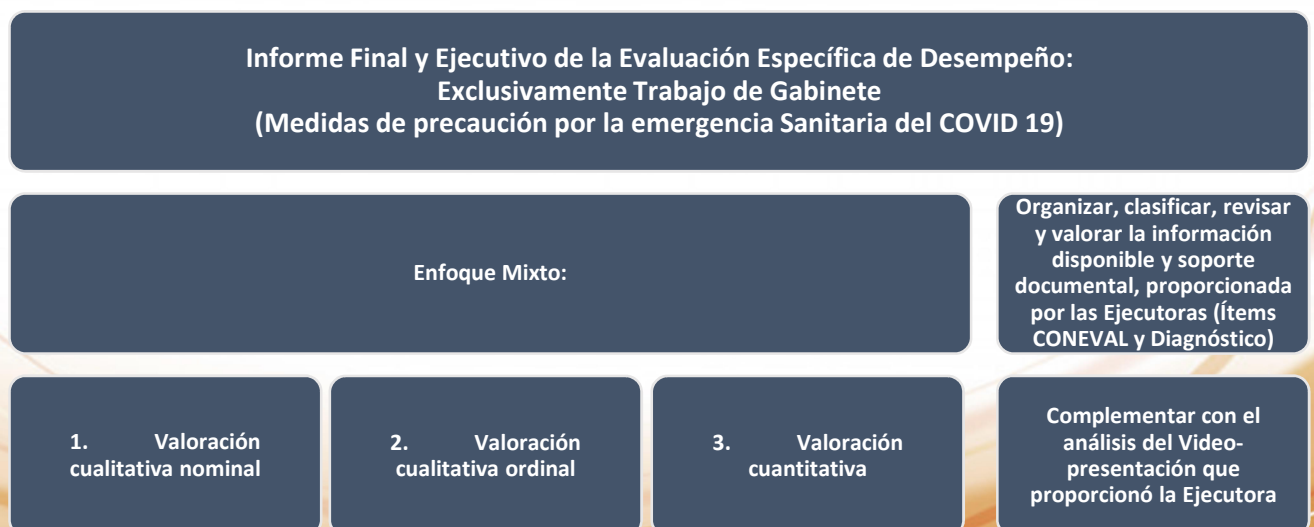 Informe Final y Ejecutivo de la Evaluación Específica de Desempeño:
Exclusivamente Trabajo de Gabinete
(Medidas de precaución por la emergencia Sanitaria del COVID 19)
Enfoque Mixto:
Organizar, clasificar, revisar
y valorar la información
disponible y soporte
documental, proporcionada
por las Ejecutoras (Ítems
CONEVAL y Diagnóstico)
1. Valoración
cualitativa nominal
2. Valoración
cualitativa ordinal
3. Valoración
cuantitativa
Complementar con el
análisis del Video-
presentación que
proporcionó la Ejecutora